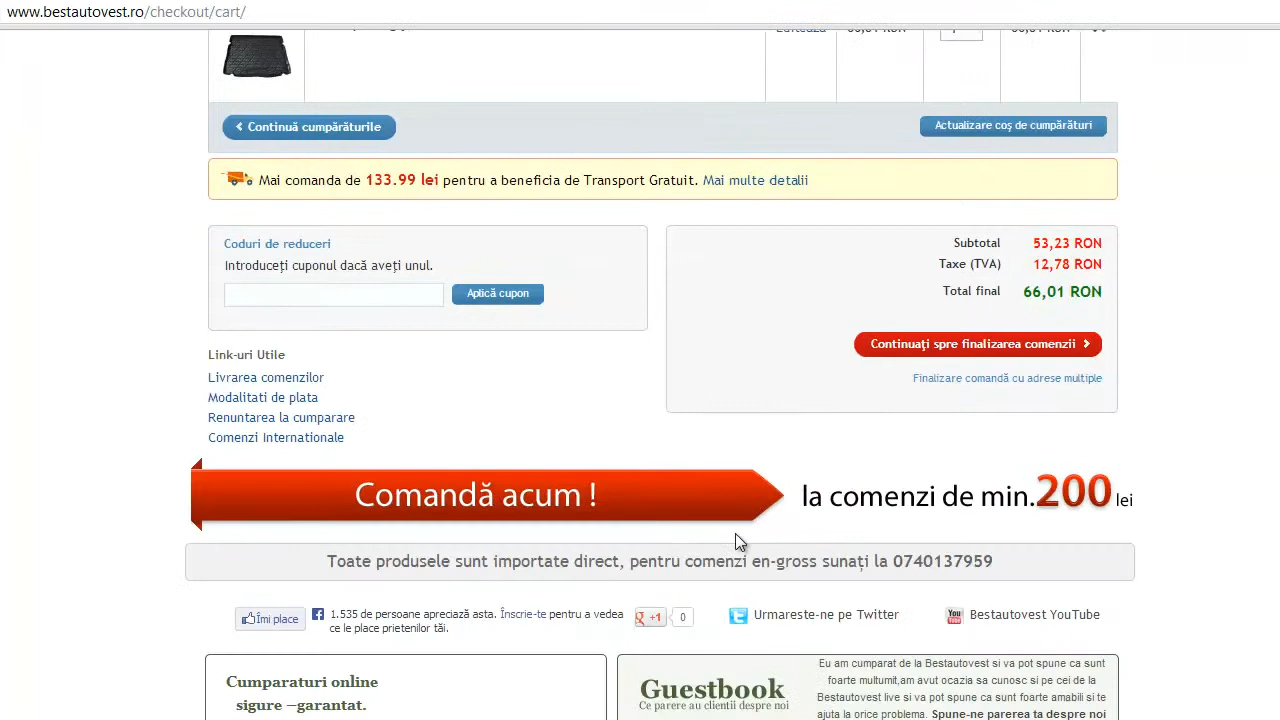 www.bestautovest.ro/checkout/cart/
Continuă cumpărăturile
Actualizare coş de cumpărături
Mai comanda de 133.99 lei pentru a beneficia de Transport Gratuit. Mai multe detalii
Coduri de reduceri
Introduceţi cuponul dacă aveţi unul.
Aplică cupon
Subtotal 53,23 RON
Taxe (TVA) 12,78 RON
Total final 66,01 RON
Continuaţi spre finalizarea comenzii
Finalizare comandă cu adrese multiple
Link-uri Utile
Livrarea comenzilor
Modalitati de plata
Renuntarea la cumparare
Comenzi Internationale
Comandă acum !
la comenzi de min.200 lei
Toate produsele sunt importate direct, pentru comenzi en-gross sunaţi la 0740137959
Îmi place
1.535 de persoane apreciază asta. Înscrie-te pentru a vedea
ce le place prietenilor tăi.
+1
0
Urmareste-ne pe Twitter
You
Bestautovest YouTube
Cumparaturi online
sigure –garantat.
Guestbook
Ce parere au clientii despre noi
Eu am cumparat de la Bestautovest si va pot spune ca sunt
foarte multumit,am avut ocazia sa cunosc si pe cei de la
Bestautovest live si va pot spune ca sunt foarte amabili si te
ajuta la orice problema. Spune-ne parerea ta despre noi